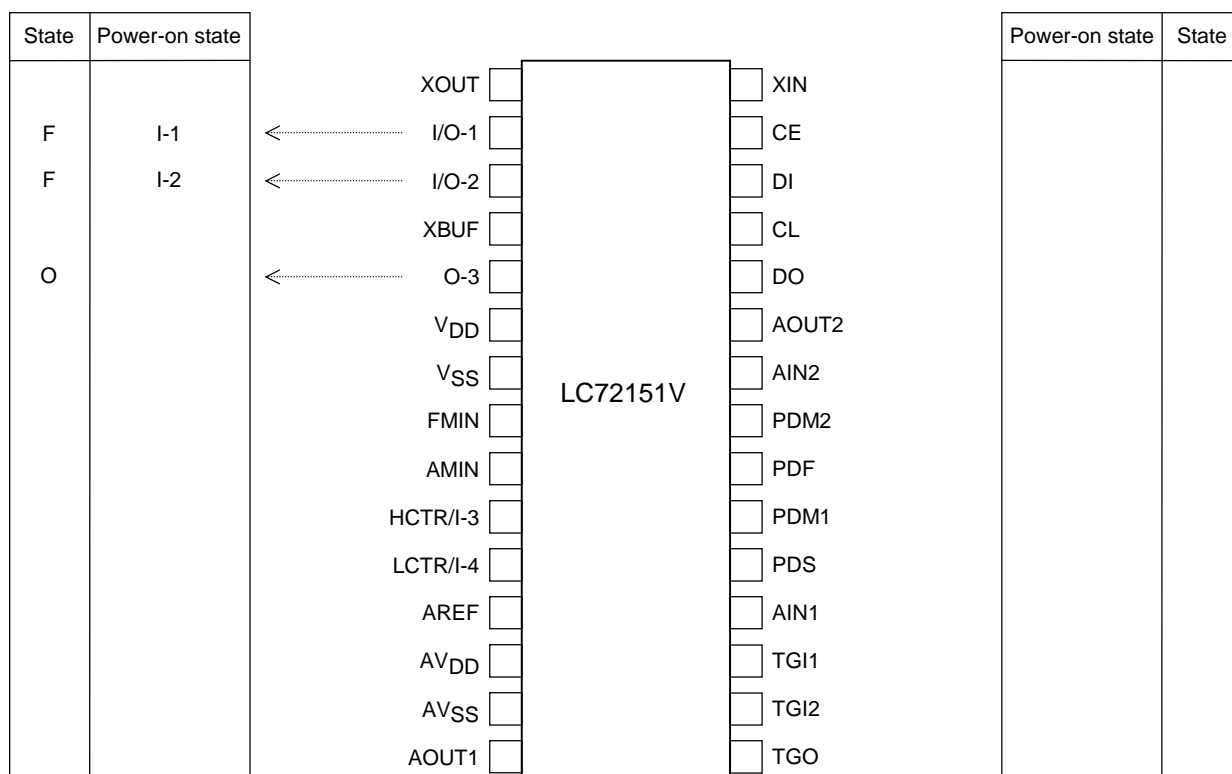 State Power-on state Power-on state State
XOUT XIN
F I-1 I/O-1 CE
F I-2 I/O-2 DI
XBUF CL
O O-3 DO
VDD AOUT2
VSS AIN2
LC72151V
FMIN PDM2
AMIN PDF
HCTR/I-3 PDM1
LCTR/I-4 PDS
AREF AIN1
AVDD TGI1
AVSS TGI2
AOUT1 TGO